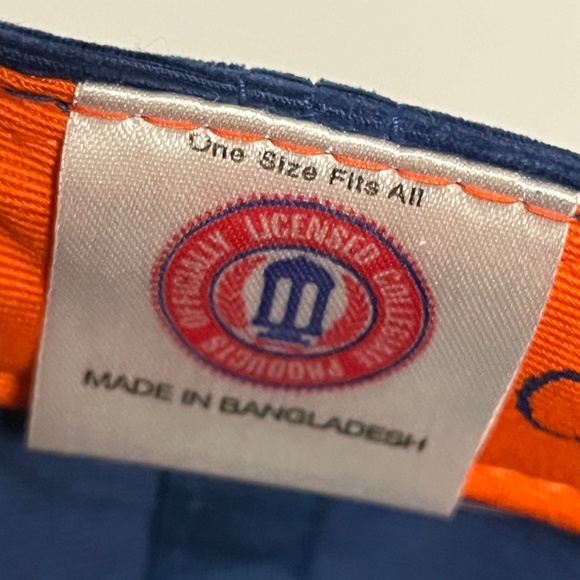 One Size Fits All
OFFICIALLY LICENSED COLLEGIATE PRODUCTS
MADE IN BANGLADESH